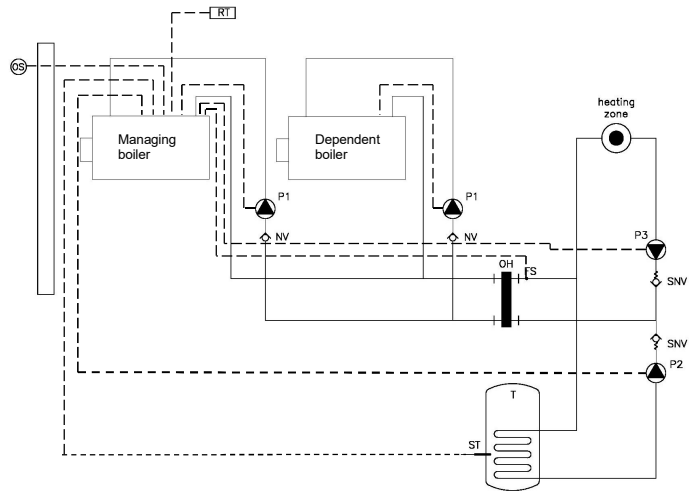 RT
OS
Managing
boiler
Dependent
boiler
heating
zone
P1
P1
NV
NV
P3
OH
FS
SNV
SNV
P2
T
ST